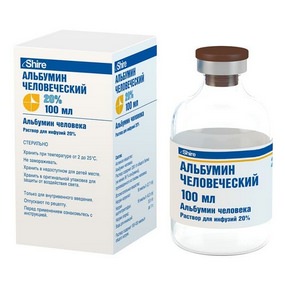 Shire
АЛЬБУМИН
ЧЕЛОВЕЧЕСКИЙ
20%
100 мл
Альбумин человека
Раствор для инфузий 20%
СТЕРИЛЬНО
Хранить при температуре от 2 до 25°C.
Не замораживать.
Хранить в недоступном для детей месте.
Хранить в оригинальной упаковке для
защиты от воздействия света.
Только для внутривенного введения.
Отпускают по рецепту.
Перед применением ознакомьтесь с
инструкцией.
Shire
АЛЬБУМИН
ЧЕЛОВЕЧЕСКИЙ
100 мл
Альбумин человека
Раствор для инфузий 20%